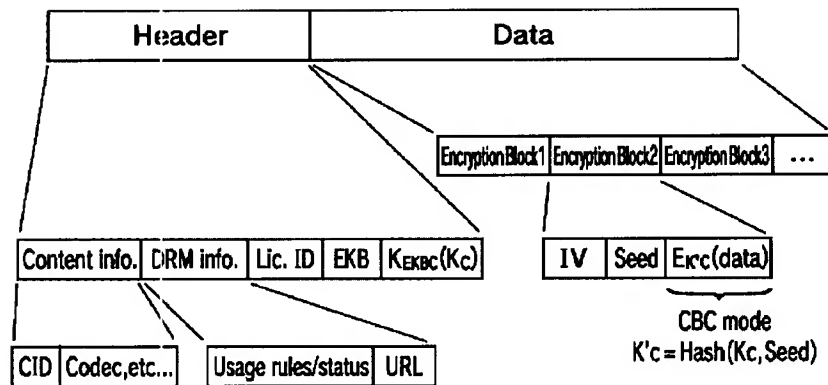 Header Data
Encryption Block1 Encryption Block2 Encryption Block3 ...
Content info. DRM info. Lic. ID EKB KEKBC(KC) IV Seed EK'C(data)
CBC mode
K'c = Hash(Kc, Seed)
CID Codec,etc... Usage rules/status URL